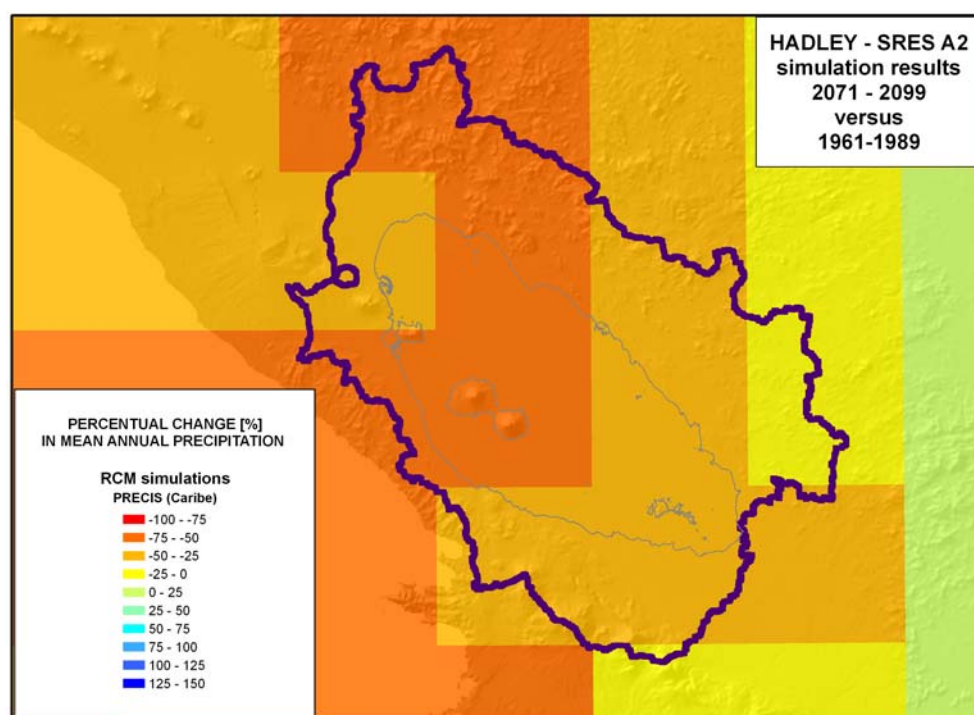 HADLEY - SRES A2
simulation results
2071 - 2099
versus
1961-1989
PERCENTUAL CHANGE [%]
IN MEAN ANNUAL PRECIPITATION
RCM simulations
PRECIS (Caribe)
-100 - -75
-75 - -50
-50 - -25
-25 - 0
0 - 25
25 - 50
50 - 75
75 - 100
100 - 125
125 - 150